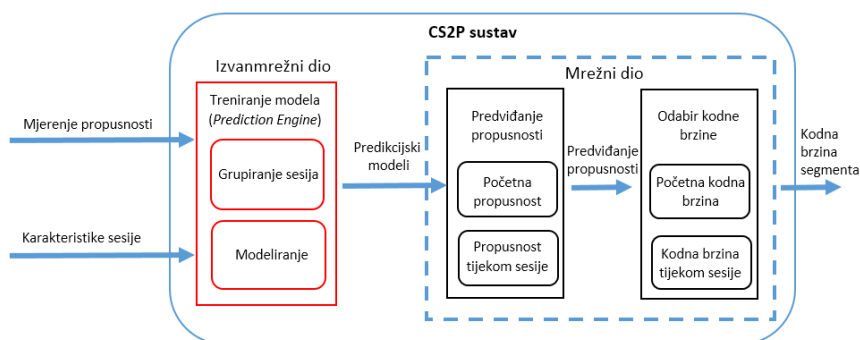 CS2P sustav
Izvanmrežni dio
Mrežni dio
Mjerenje propusnosti
Karakteristike sesije
Treniranje modela
(Prediction Engine)
Grupiranje sesija
Modeliranje
Predikcijski
modeli
Predviđanje
propusnosti
Početna
propusnost
Propusnost
tijekom sesije
Predviđanje
propusnosti
Odabir kodne
brzine
Početna kodna
brzina
Kodna brzina
tijekom sesije
Kodna
brzina
segmenta